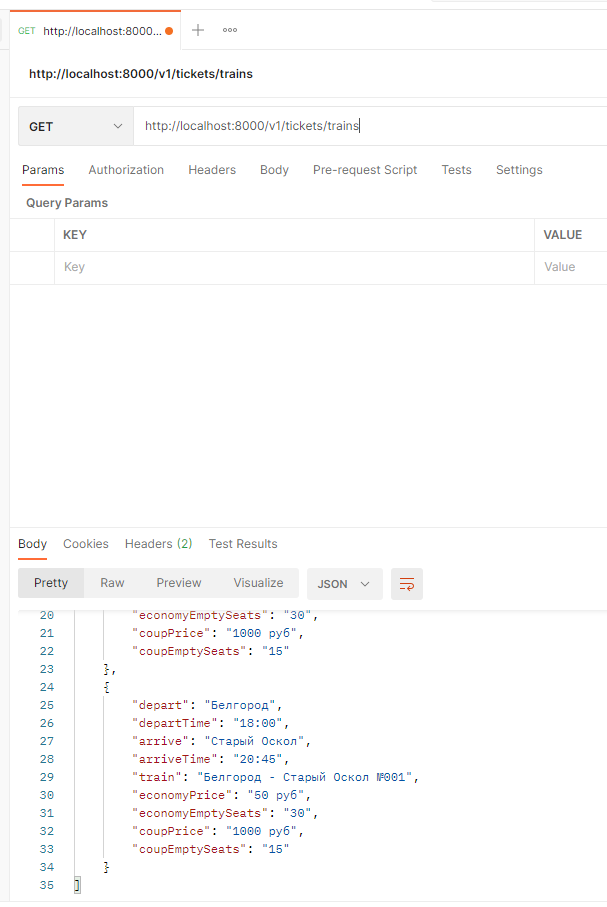 GET http://localhost:8000...
http://localhost:8000/v1/tickets/trains
GET http://localhost:8000/v1/tickets/trains
Params Authorization Headers Body Pre-request Script Tests Settings
Query Params
KEY VALUE
Key Value
Body Cookies Headers (2) Test Results
Pretty Raw Preview Visualize JSON
20 "economyEmptySeats": "30",
21 "coupPrice": "1000 руб",
22 "coupEmptySeats": "15"
23 },
24 {
25 "depart": "Белгород",
26 "departTime": "18:00",
27 "arrive": "Старый Оскол",
28 "arriveTime": "20:45",
29 "train": "Белгород - Старый Оскол №001",
30 "economyPrice": "50 руб",
31 "economyEmptySeats": "30",
32 "coupPrice": "1000 руб",
33 "coupEmptySeats": "15"
34 }
35 ]